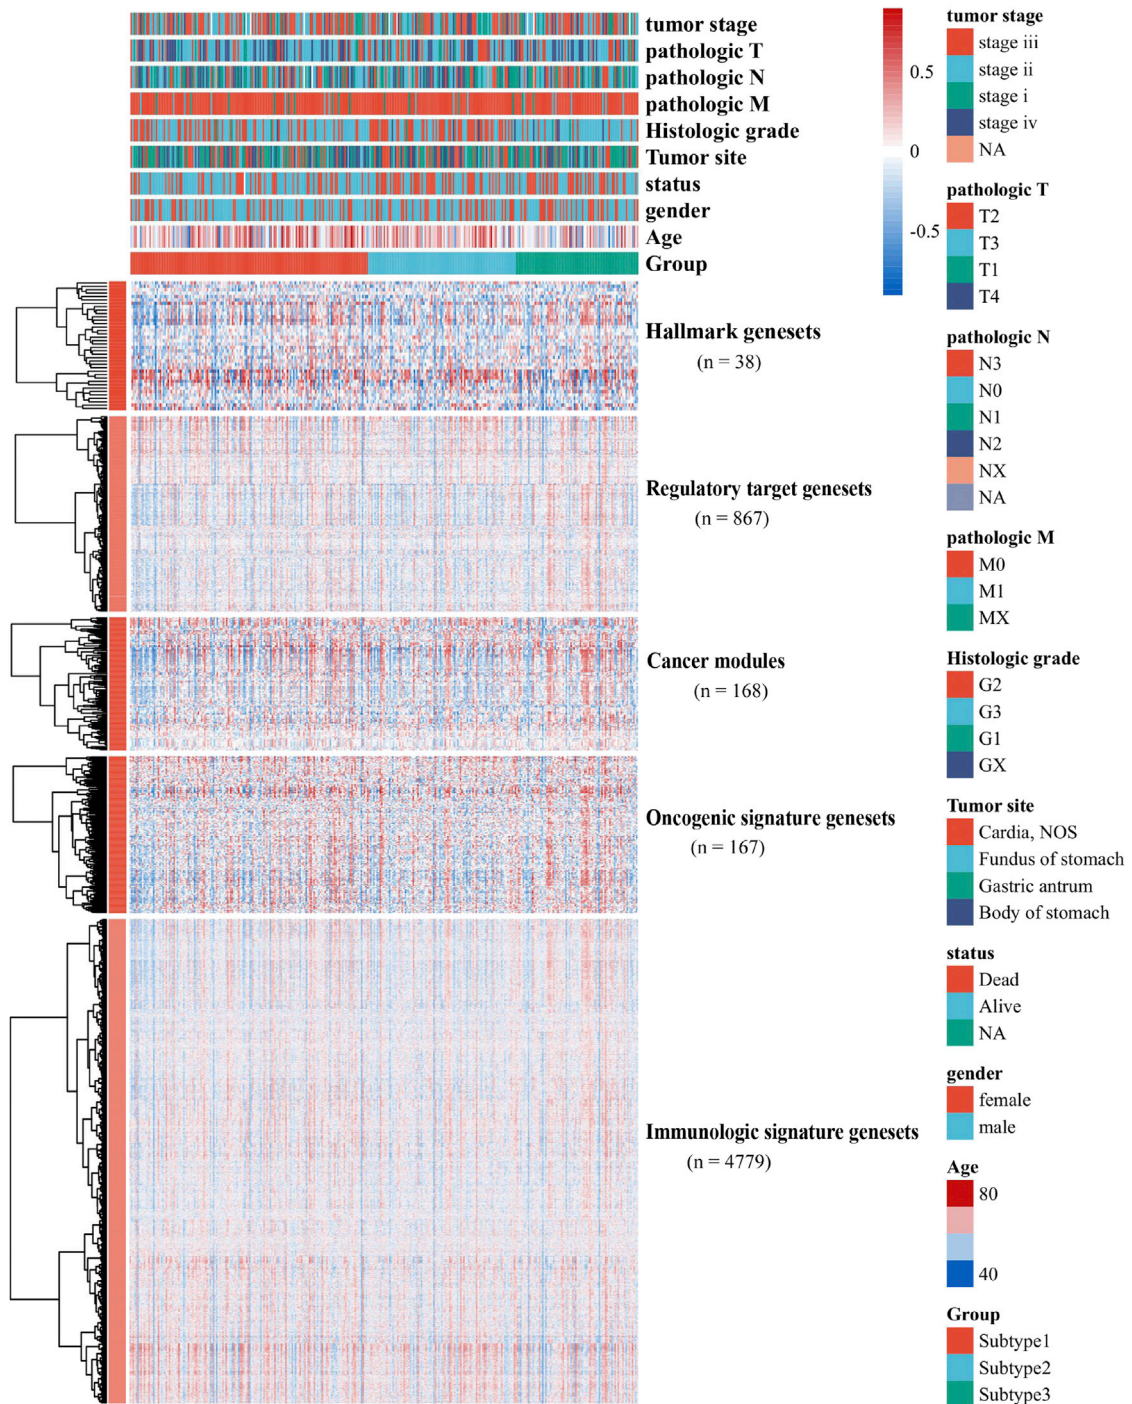 tumor stage
pathologic T
pathologic N
pathologic M
Histologic grade
Tumor site
status
gender
Age
Group
Hallmark genesets
(n = 38)
Regulatory target genesets
(n = 867)
Cancer modules
(n = 168)
Oncogenic signature genesets
(n = 167)
Immunologic signature genesets
(n = 4779)
0.5
0
-0.5
tumor stage
stage iii
stage ii
stage i
stage iv
NA
pathologic T
T2
T3
T1
T4
pathologic N
N3
N0
N1
N2
NX
NA
pathologic M
M0
M1
MX
Histologic grade
G2
G3
G1
GX
Tumor site
Cardia, NOS
Fundus of stomach
Gastric antrum
Body of stomach
status
Dead
Alive
NA
gender
female
male
Age
80
40
Group
Subtype1
Subtype2
Subtype3